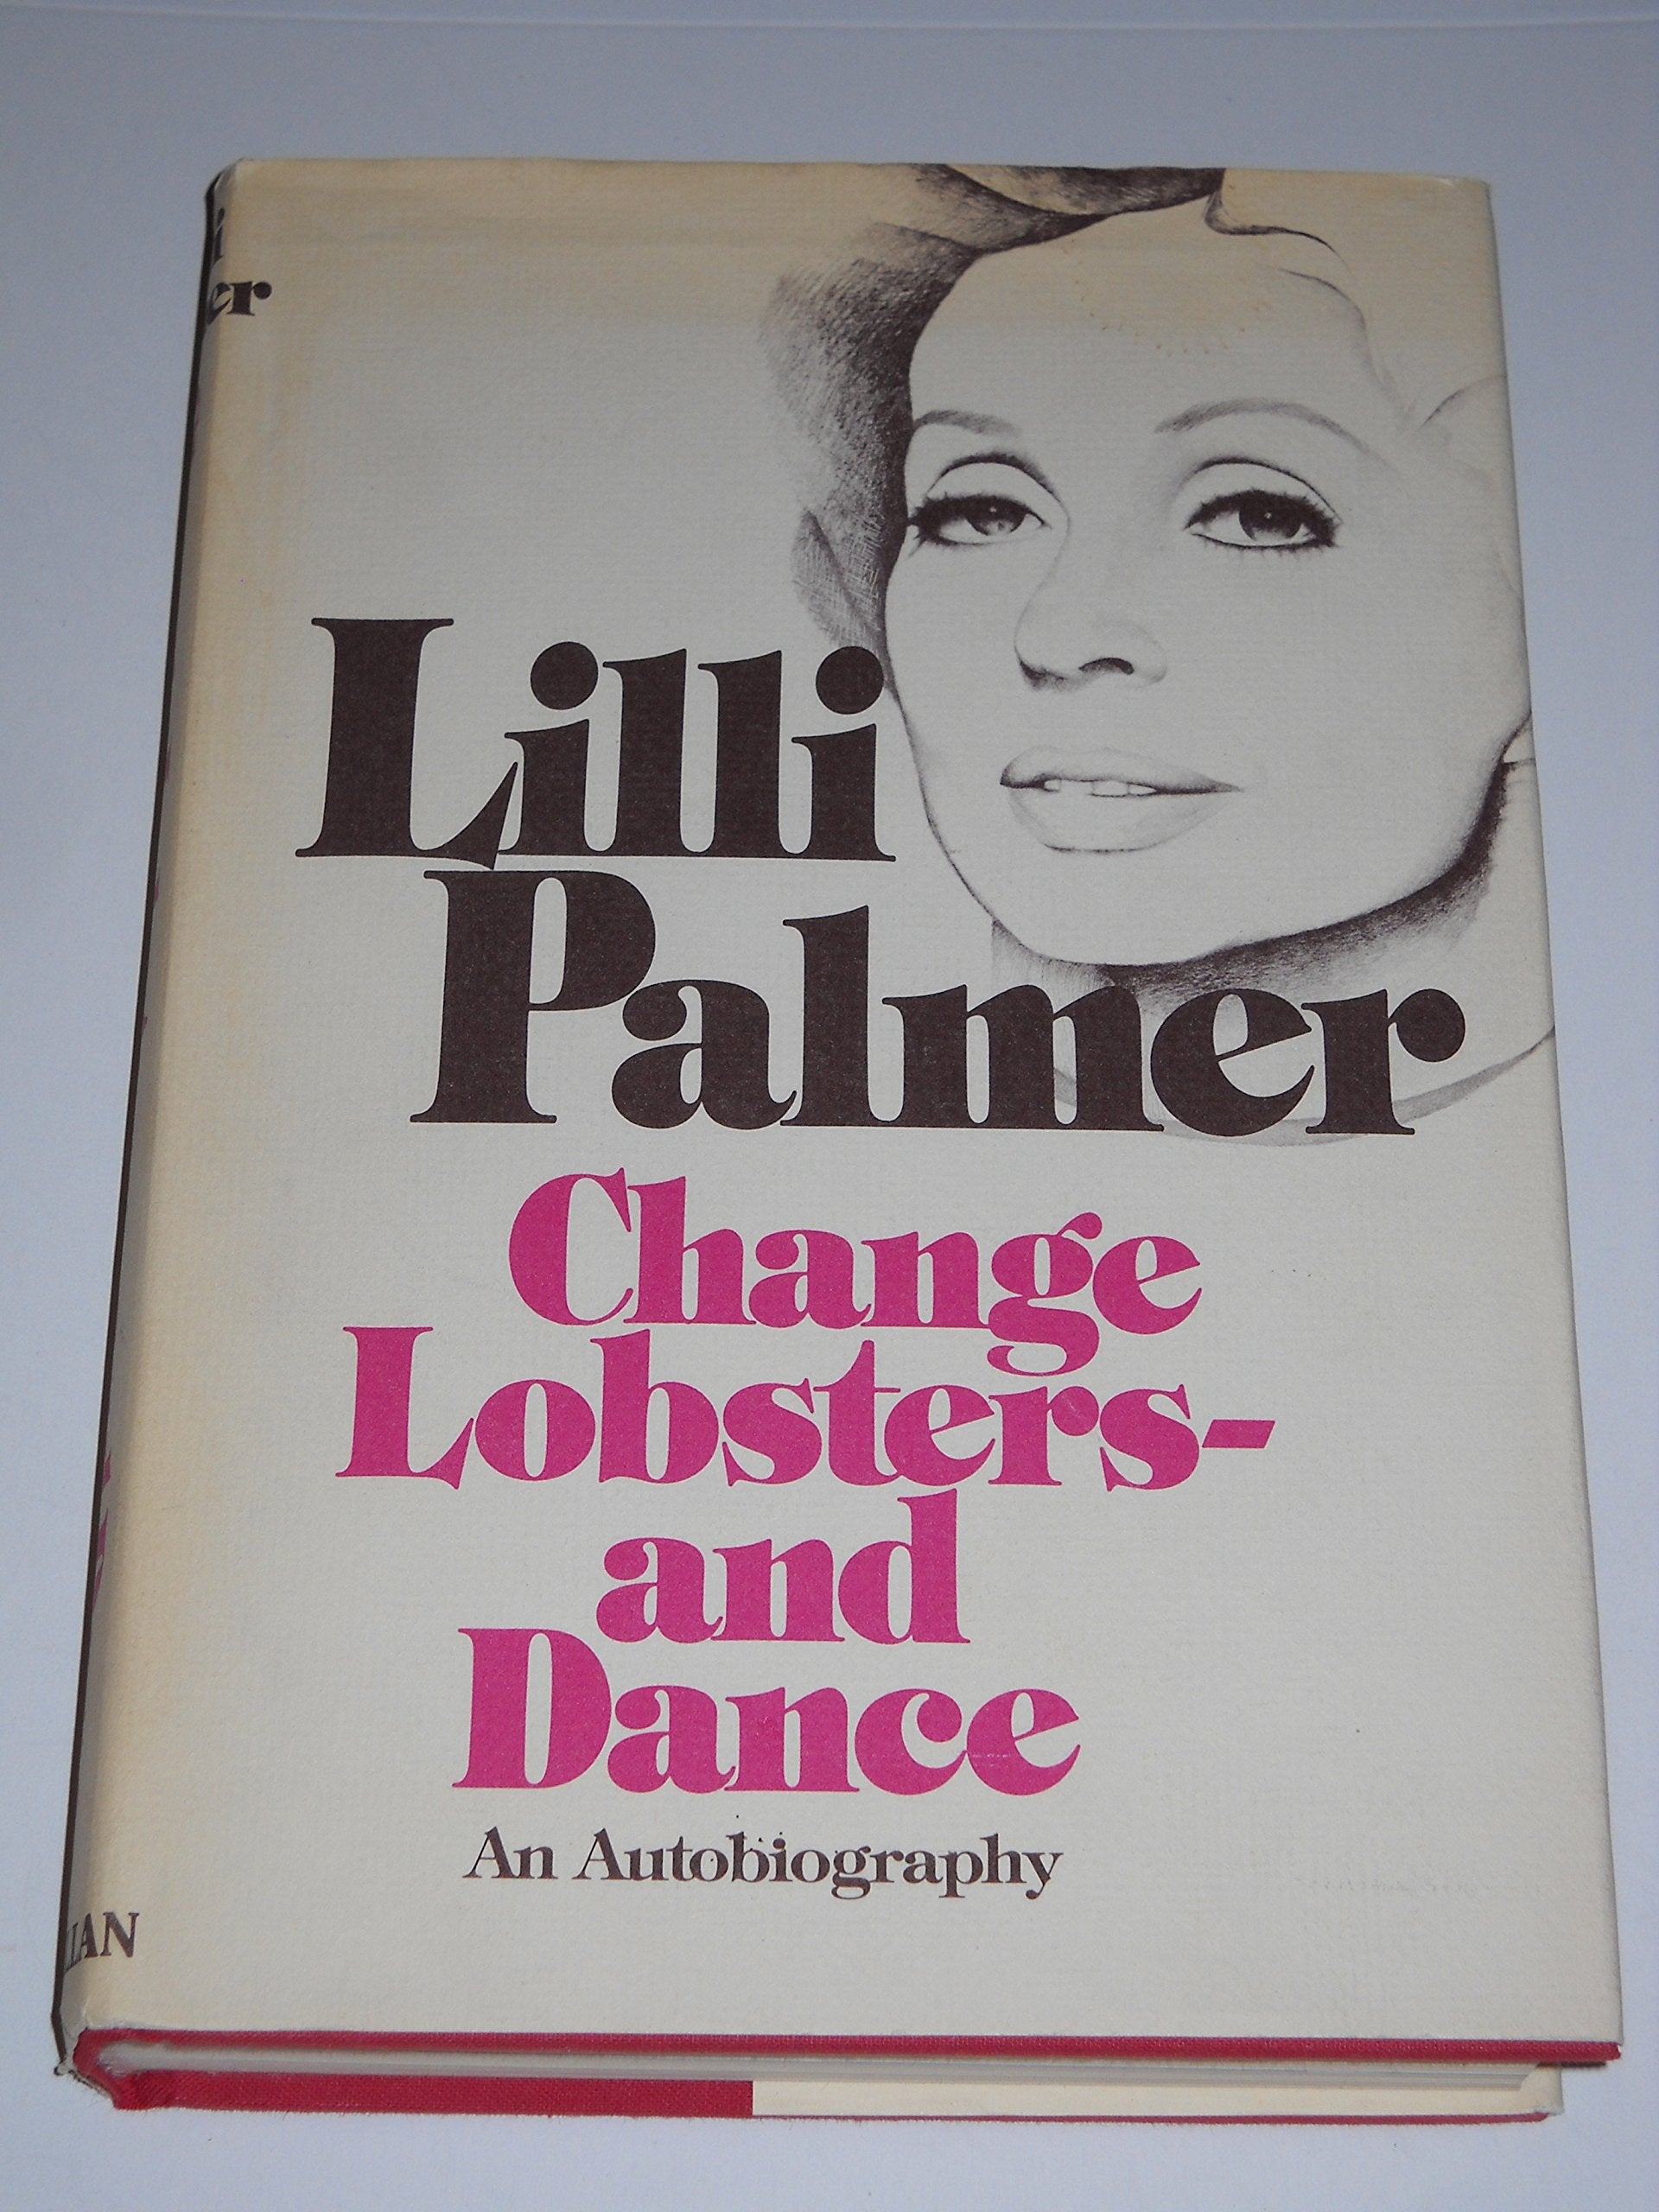 Lilli
Palmer
Change
Lobsters-
and
Dance
An Autobiography